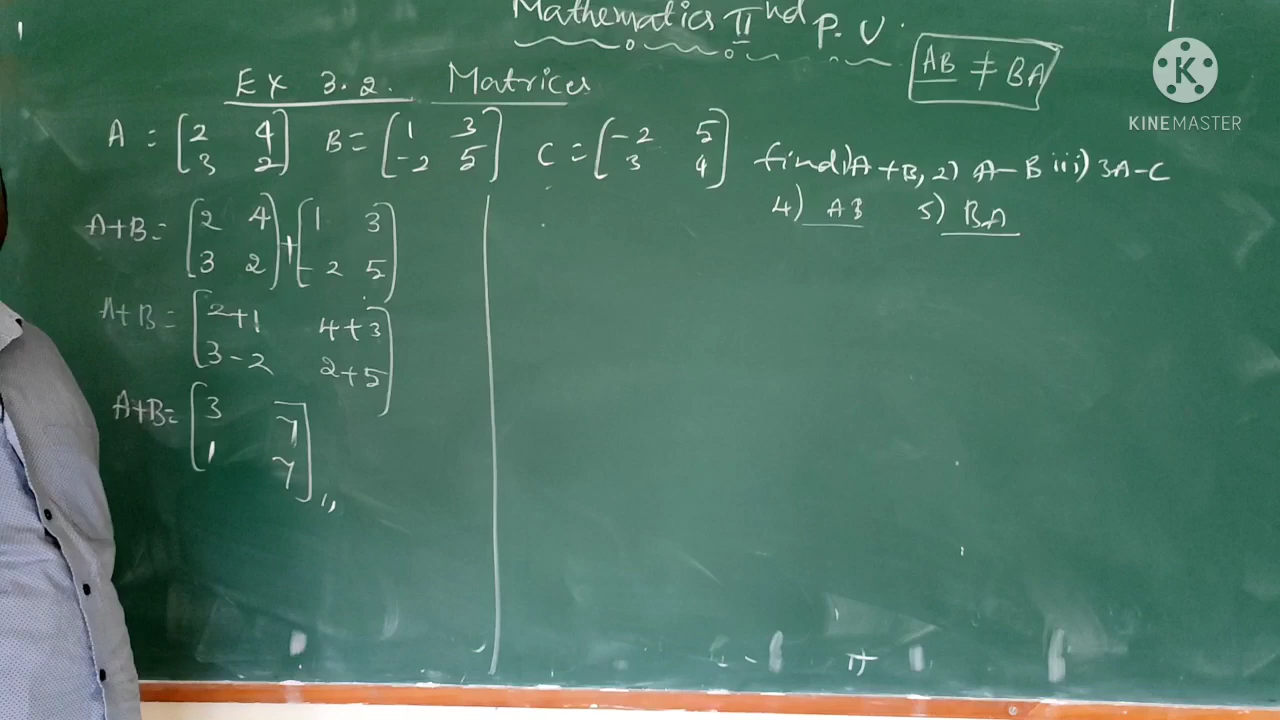 Mathematics IInd P.U.
AB ≠ BA
KINEMASTER
Ex 3.2. Matrices
A = [2 4 B = [1 3 C = [-2 5 find i) A + B, 2) A - B iii) 3A - C
3 2] -2 5] 3 4] 4) AB 5) BA
A+B = [2 4 + [1 3
3 2] -2 5]
A+B = [2+1 4+3
3-2 2+5]
A+B = [3 7
1 7]